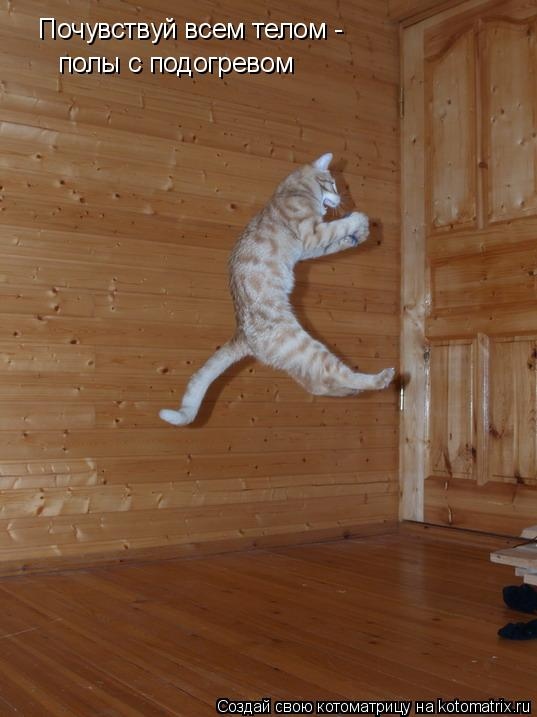 Почувствуй всем телом -
полы с подогревом
Создай свою котоматрицу на kotomatrix.ru